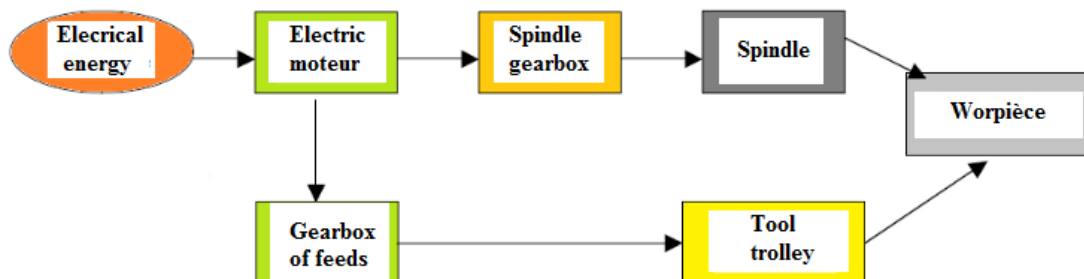 Elecrical
energy
Electric
moteur
Spindle
gearbox
Spindle
Worpièce
Gearbox
of feeds
Tool
trolley